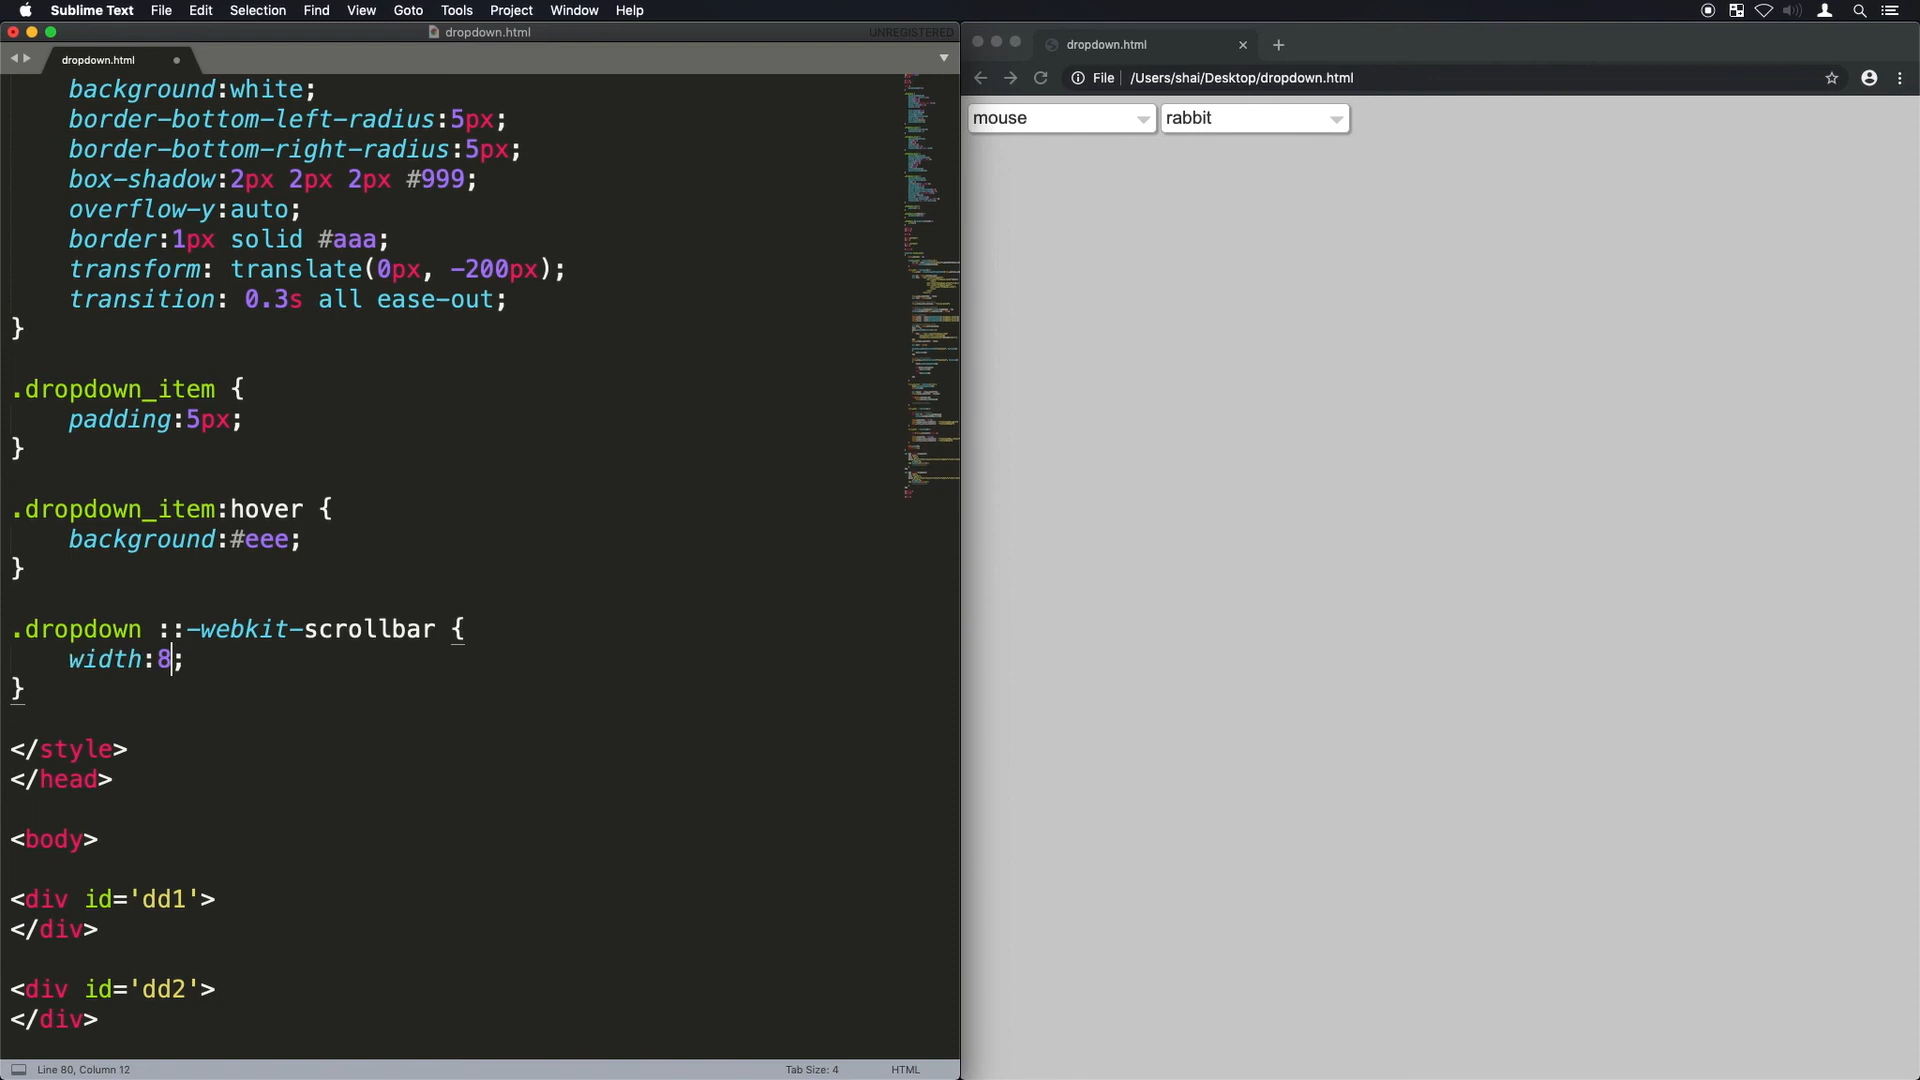 Sublime Text File Edit Selection Find View Goto Tools Project Window Help
dropdown.html UNREGISTERED
dropdown.html
background:white;
border-bottom-left-radius:5px;
border-bottom-right-radius:5px;
box-shadow:2px 2px 2px #999;
overflow-y:auto;
border:1px solid #aaa;
transform: translate(0px, -200px);
transition: 0.3s all ease-out;
}
.dropdown_item {
padding:5px;
}
.dropdown_item:hover {
background:#eee;
}
.dropdown ::-webkit-scrollbar {
width:8;
}
</style>
</head>
<body>
<div id='dd1'>
</div>
<div id='dd2'>
</div>
Line 80, Column 12 Tab Size: 4 HTML
dropdown.html
File /Users/shai/Desktop/dropdown.html
mouse rabbit